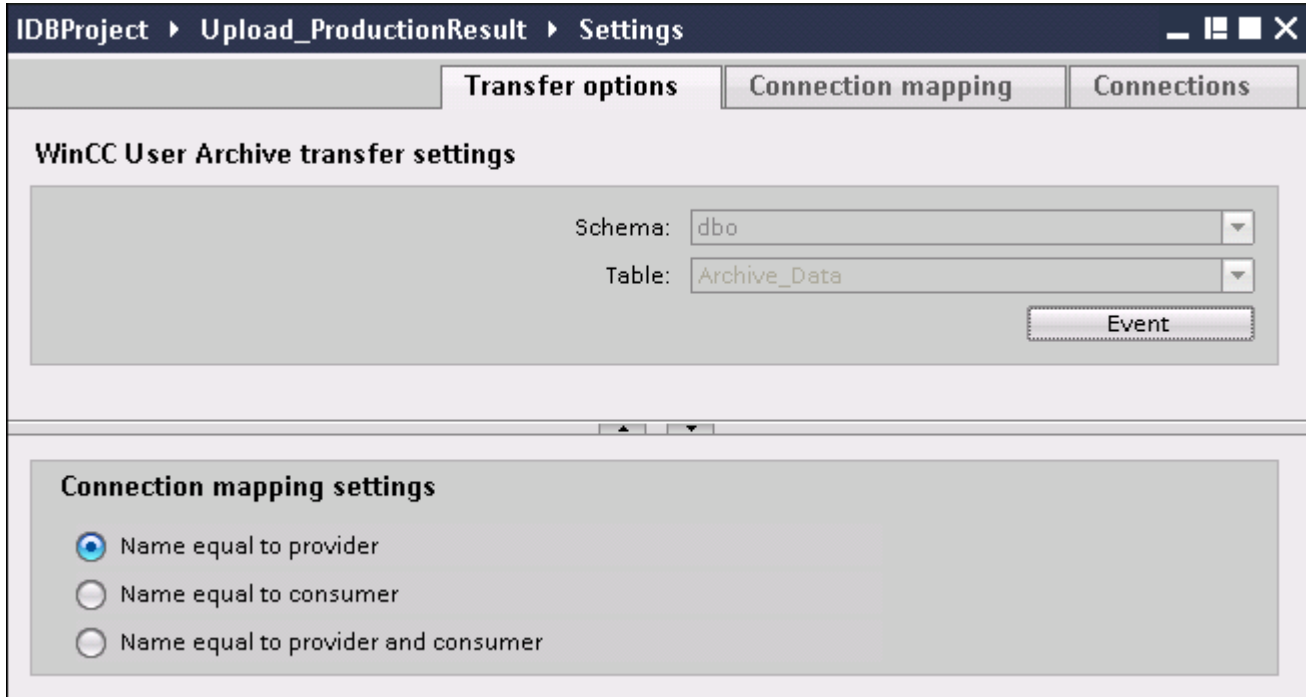 IDBProject ▸ Upload_ProductionResult ▸ Settings
Transfer options Connection mapping Connections
WinCC User Archive transfer settings
Schema: dbo
Table: Archive_Data
Event
Connection mapping settings
Name equal to provider
Name equal to consumer
Name equal to provider and consumer